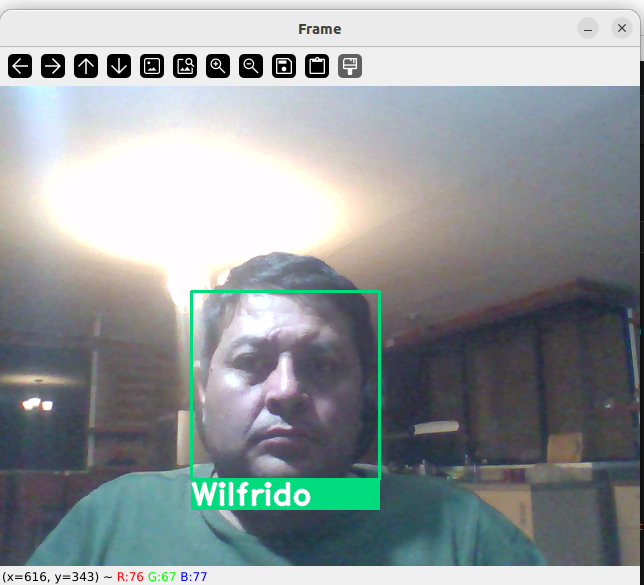 Frame
Wilfrido
(x=616, y=343) ~ R:76 G:67 B:77